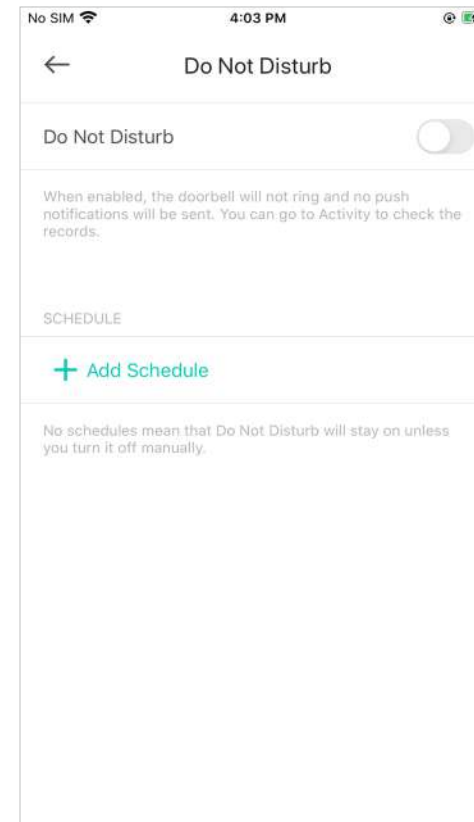 No SIM 4:03 PM
Do Not Disturb
Do Not Disturb
When enabled, the doorbell will not ring and no push
notifications will be sent. You can go to Activity to check the
records.
SCHEDULE
+ Add Schedule
No schedules mean that Do Not Disturb will stay on unless
you turn it off manually.